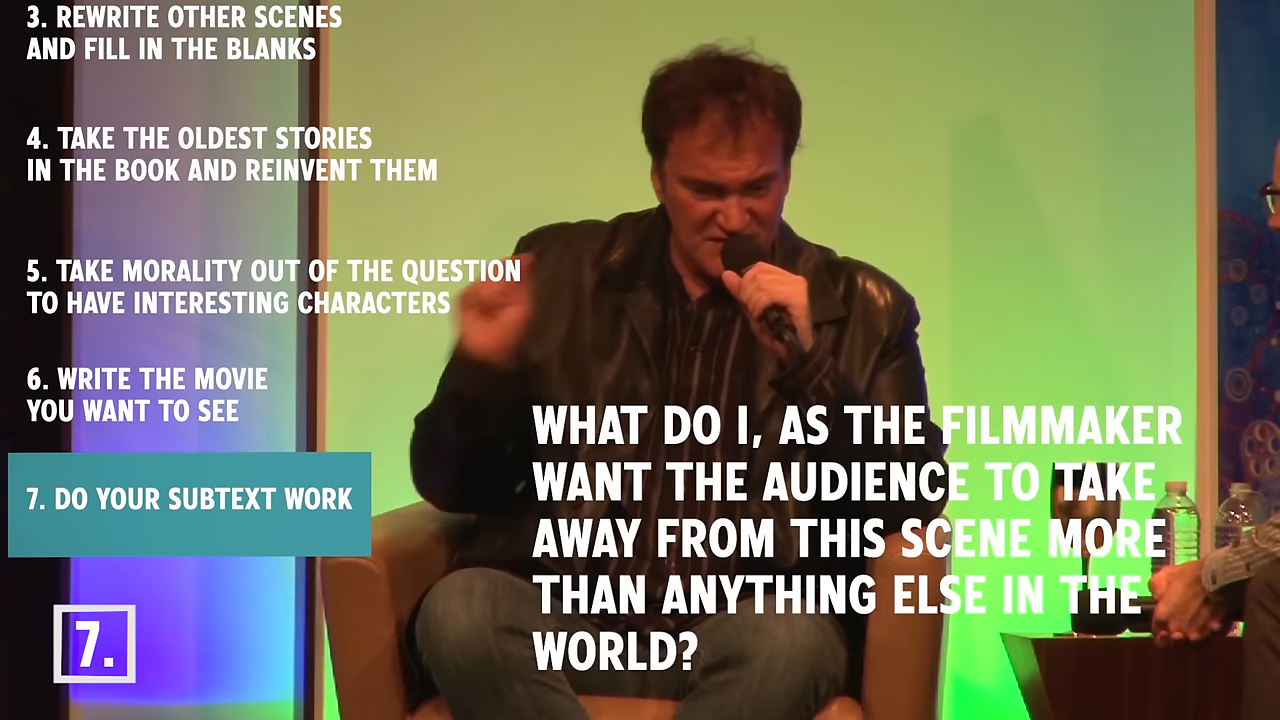 3. REWRITE OTHER SCENES
AND FILL IN THE BLANKS
4. TAKE THE OLDEST STORIES
IN THE BOOK AND REINVENT THEM
5. TAKE MORALITY OUT OF THE QUESTION
TO HAVE INTERESTING CHARACTERS
6. WRITE THE MOVIE
YOU WANT TO SEE
7. DO YOUR SUBTEXT WORK
7.
WHAT DO I, AS THE FILMMAKER
WANT THE AUDIENCE TO TAKE
AWAY FROM THIS SCENE MORE
THAN ANYTHING ELSE IN THE
WORLD?